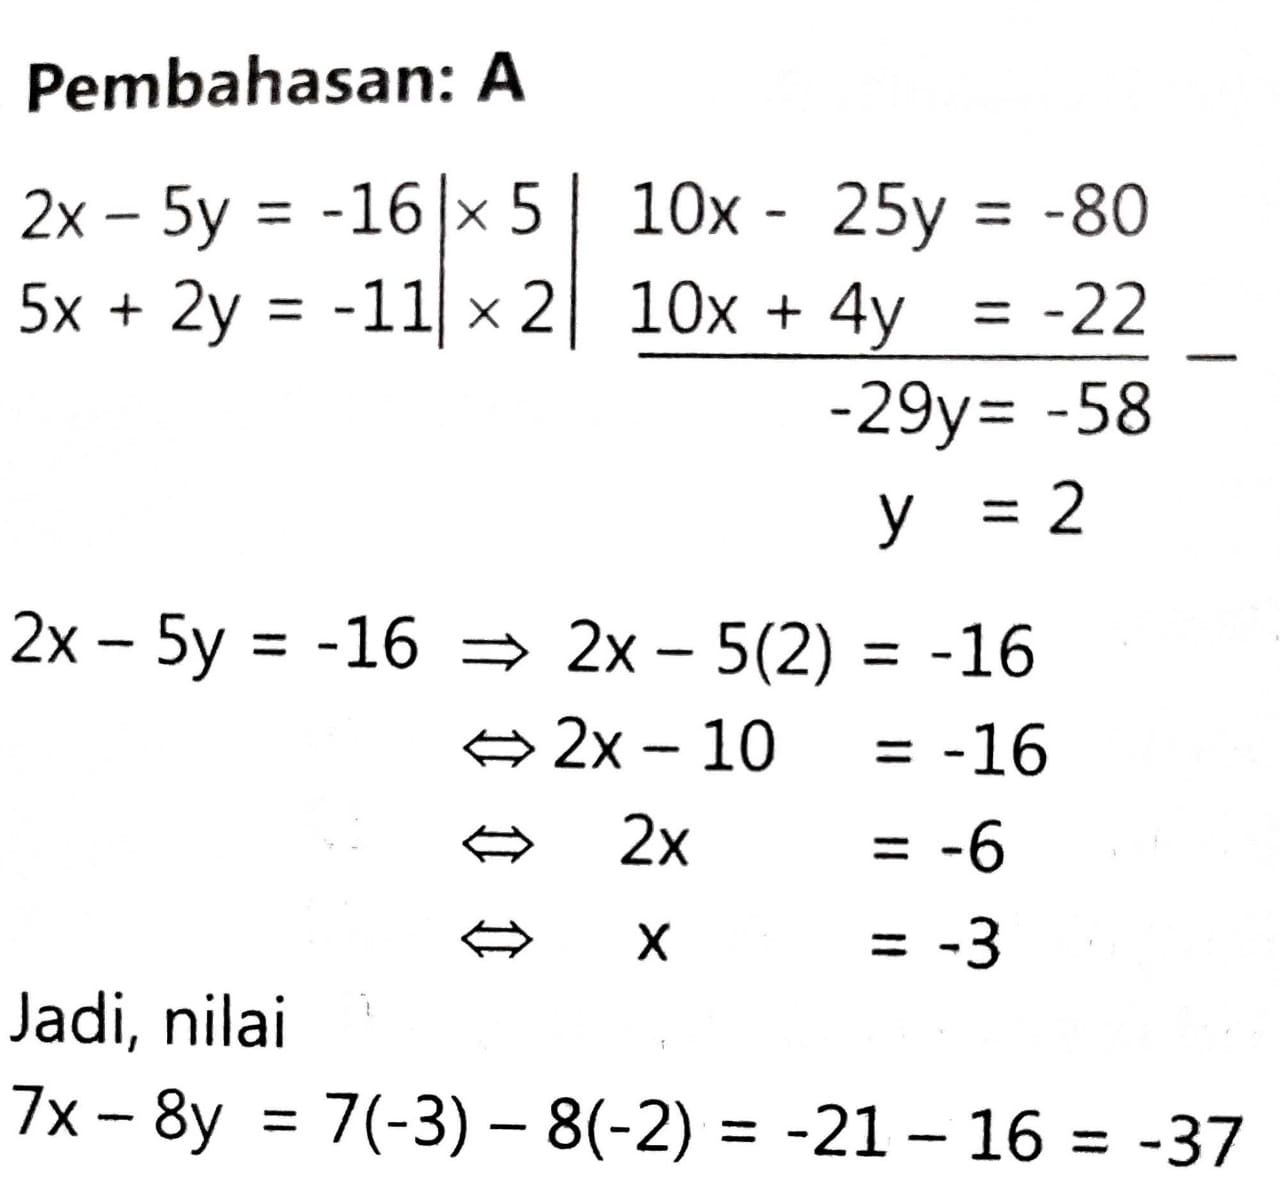 Pembahasan: A
2x – 5y = -16 | × 5 | 10x - 25y = -80
5x + 2y = -11 | × 2 | 10x + 4y = -22 –
-29y= -58
y = 2
2x – 5y = -16 ⇒ 2x – 5(2) = -16
⇔ 2x – 10 = -16
⇔ 2x = -6
⇔ x = -3
Jadi, nilai
7x – 8y = 7(-3) – 8(-2) = -21 – 16 = -37